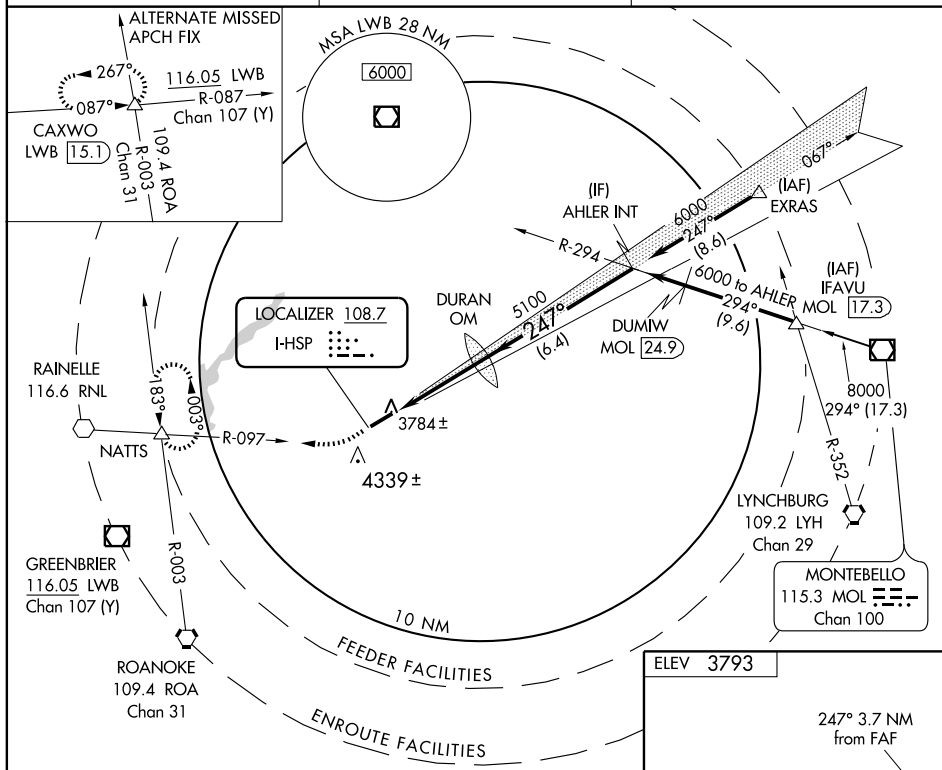 ALTERNATE MISSED
APCH FIX
267°
087°
116.05 LWB
R-087
Chan 107 (Y)
CAXWO
LWB 15.1
109.4 ROA
R-003
Chan 31
MSA LWB 28 NM
6000
067°
(IAF)
EXRAS
6000
247°
(8.6)
(IF)
AHLER INT
R-294
6000 to AHLER
294°
(9.6)
(IAF)
IFAVU
MOL 17.3
DUMIW
MOL 24.9
5100
247°
(6.4)
DURAN
OM
LOCALIZER 108.7
I-HSP
8000
294° (17.3)
R-352
RAINELLE
116.6 RNL
183°
003°
NATTS
R-097
3784 ±
4339 ±
LYNCHBURG
109.2 LYH
Chan 29
GREENBRIER
116.05 LWB
Chan 107 (Y)
R-003
MONTEBELLO
115.3 MOL
Chan 100
10 NM
ROANOKE
109.4 ROA
Chan 31
FEEDER FACILITIES
ENROUTE FACILITIES
ELEV 3793
247° 3.7 NM
from FAF